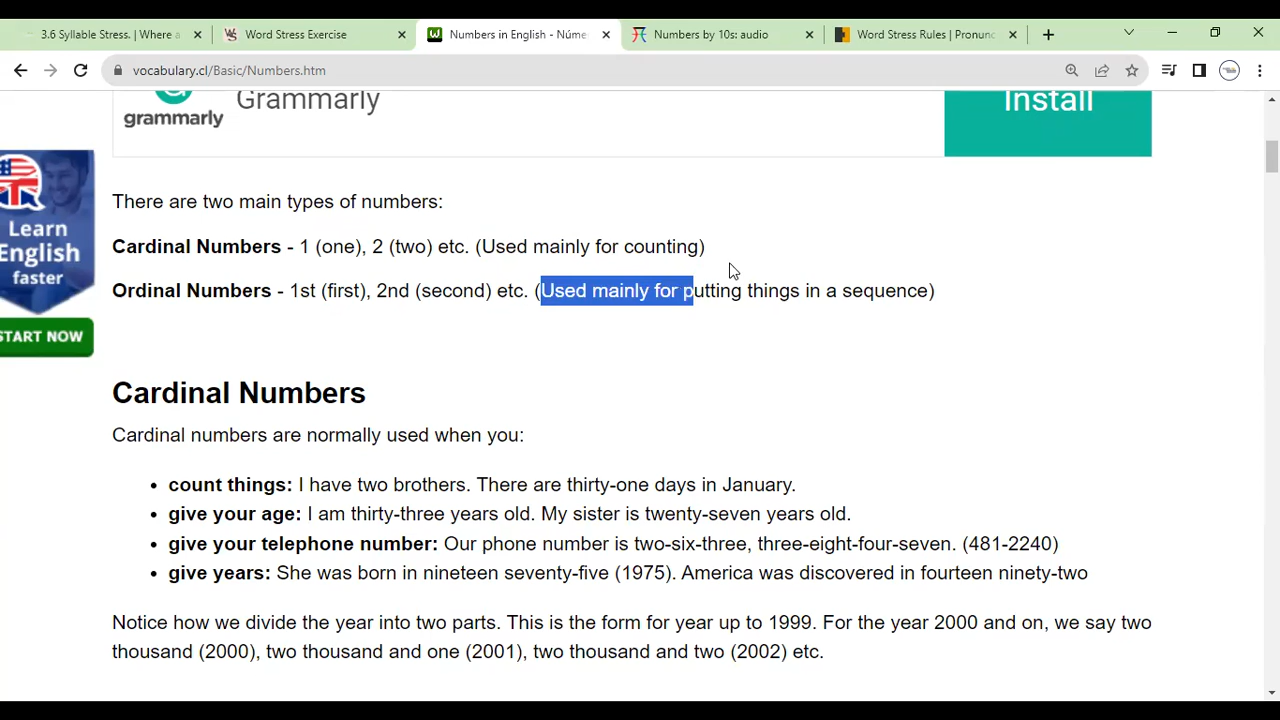 3.6 Syllable Stress. | Where a
Word Stress Exercise
Numbers in English - Núme
Numbers by 10s: audio
Word Stress Rules | Pronunc
vocabulary.cl/Basic/Numbers.htm
grammarly
Grammarly
Install
Learn
English
faster
START NOW
There are two main types of numbers:
Cardinal Numbers - 1 (one), 2 (two) etc. (Used mainly for counting)
Ordinal Numbers - 1st (first), 2nd (second) etc. (Used mainly for putting things in a sequence)
Cardinal Numbers
Cardinal numbers are normally used when you:
• count things: I have two brothers. There are thirty-one days in January.
• give your age: I am thirty-three years old. My sister is twenty-seven years old.
• give your telephone number: Our phone number is two-six-three, three-eight-four-seven. (481-2240)
• give years: She was born in nineteen seventy-five (1975). America was discovered in fourteen ninety-two
Notice how we divide the year into two parts. This is the form for year up to 1999. For the year 2000 and on, we say two
thousand (2000), two thousand and one (2001), two thousand and two (2002) etc.